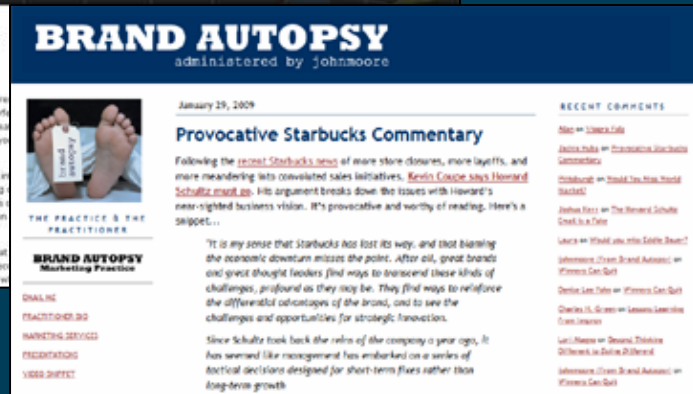 BRAND AUTOPSY
administered by johnmoore
January 29, 2009
Provocative Starbucks Commentary
Following the recent Starbucks news of more store closures, more layoffs, and
more meandering into convoluted sales initiatives, Kevin Coupe says Howard
Schultz must go. His argument breaks down the issues with Howard's
near-sighted business vision. It's provocative and worthy of reading. Here's a
snippet...
"It is my sense that Starbucks has lost its way, and that blaming
the economic downturn misses the point. After all, great brands
and great thought leaders find ways to transcend these kinds of
challenges, profound as they may be. They find ways to reinforce
the differential advantages of the brand, and to see the
challenges and opportunities for strategic innovation.
Since Schultz took back the reins of the company a year ago, it
has seemed like management has embarked on a series of
tactical decisions designed for short-term fixes rather than
long-term growth
brand autopsy
THE PRACTICE & THE
PRACTITIONER
BRAND AUTOPSY
Marketing Practice
EMAIL ME
PRACTITIONER BIO
MARKETING SERVICES
PRESENTATIONS
VIDEO SNIPPET
RECENT COMMENTS
on
on Provocative Starbucks
Commentary
Pittsburgh on Would You Miss World
Market?
Joshua Kerr on The Howard Schultz
Email is a Fake
Laura on Would you miss Eddie Bauer?
johnmoore (from Brand Autopsy) on
Winners Can Quit
Denise Lee Yohn on Winners Can Quit
Charles H. Green on Lessons Learning
from
on Beyond Thinking
Different to Doing Different
johnmoore (from Brand Autopsy) on
Winners Can Quit